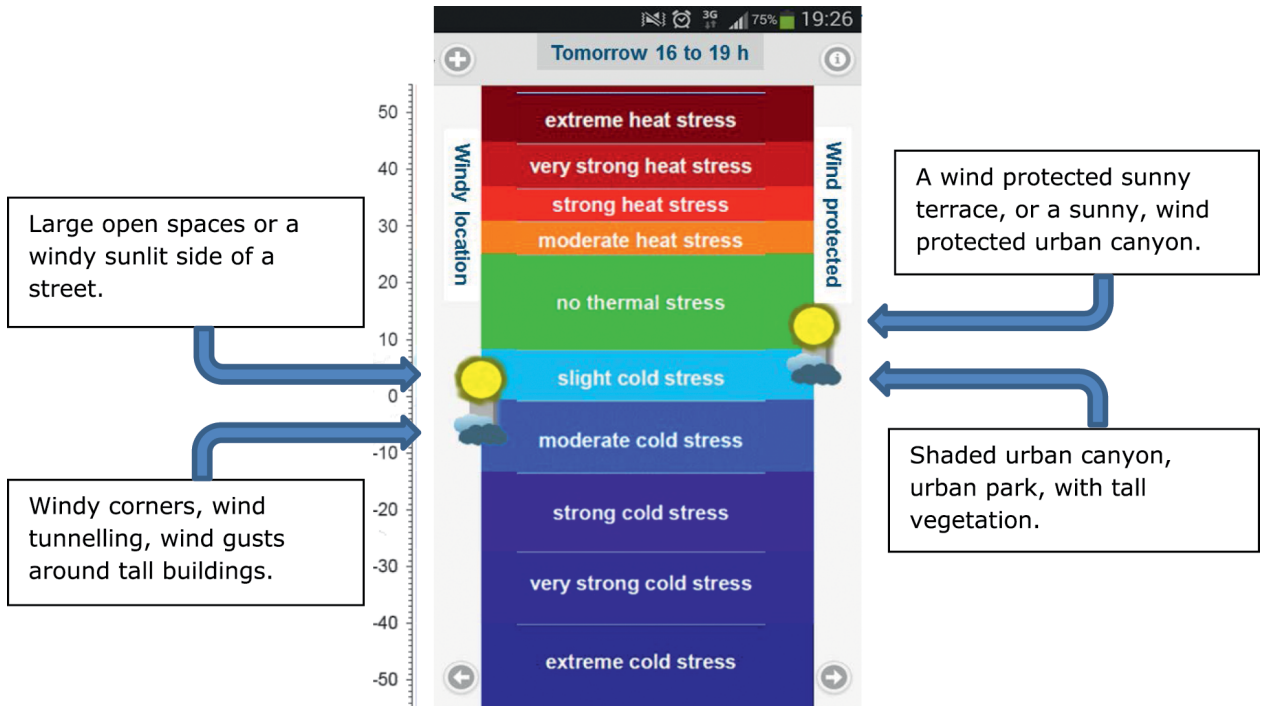 3G 75% 19:26
Tomorrow 16 to 19 h
50
40
30
20
10
0
-10
-20
-30
-40
-50
Windy location
Wind protected
extreme heat stress
very strong heat stress
strong heat stress
moderate heat stress
no thermal stress
slight cold stress
moderate cold stress
strong cold stress
very strong cold stress
extreme cold stress
Large open spaces or a
windy sunlit side of a
street.
Windy corners, wind
tunnelling, wind gusts
around tall buildings.
A wind protected sunny
terrace, or a sunny, wind
protected urban canyon.
Shaded urban canyon,
urban park, with tall
vegetation.